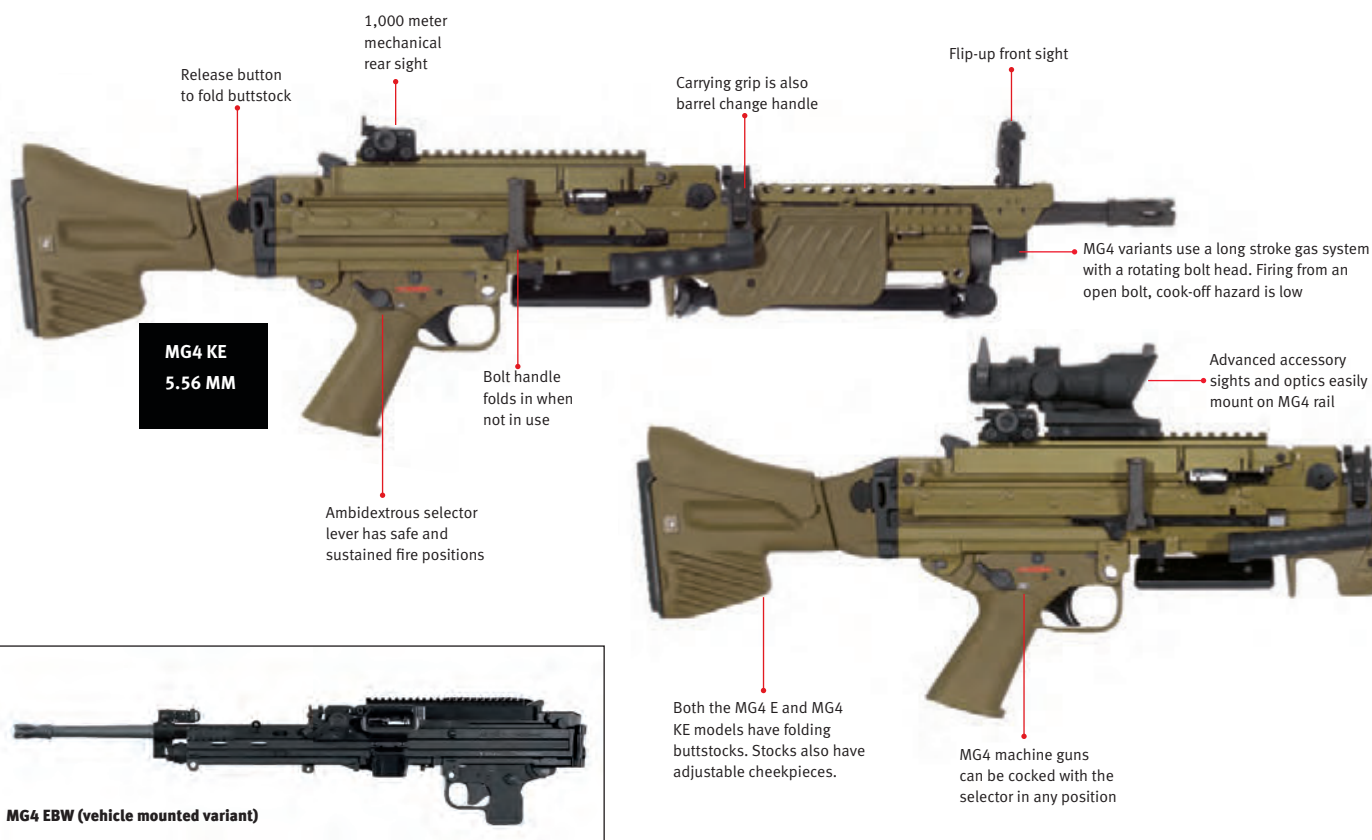 1,000 meter
mechanical
rear sight
Release button
to fold buttstock
Carrying grip is also
barrel change handle
Flip-up front sight
MG4 variants use a long stroke gas system
with a rotating bolt head. Firing from an
open bolt, cook-off hazard is low
MG4 KE
5.56 MM
Bolt handle
folds in when
not in use
Advanced accessory
sights and optics easily
mount on MG4 rail
Ambidextrous selector
lever has safe and
sustained fire positions
Both the MG4 E and MG4
KE models have folding
buttstocks. Stocks also have
adjustable cheekpieces.
MG4 machine guns
can be cocked with the
selector in any position
MG4 EBW (vehicle mounted variant)